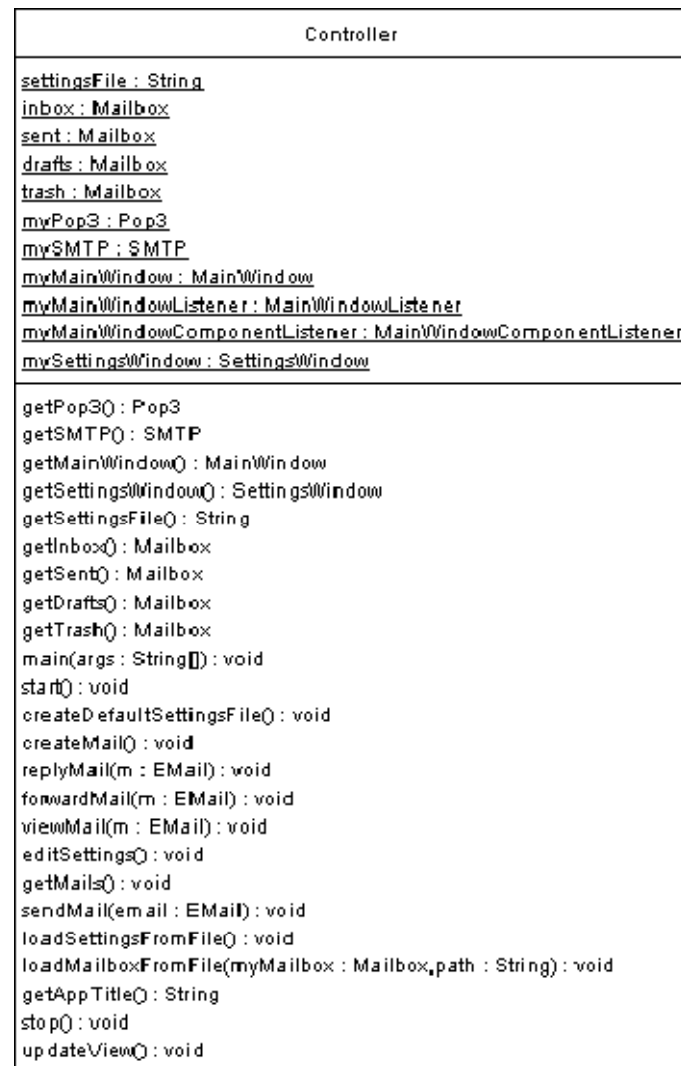 Controller
settingsFile : String
inbox : Mailbox
sent : Mailbox
drafts : Mailbox
trash : Mailbox
myPop3 : Pop3
mySMTP : SMTP
myMainWindow : MainWindow
myMainWindowListener : MainWindowListener
myMainWindowComponentListener : MainWindowComponentListener
mySettingsWindow : SettingsWindow
getPop3() : Pop3
getSMTP() : SMTP
getMainWindow() : MainWindow
getSettingsWindow() : SettingsWindow
getSettingsFile() : String
getInbox() : Mailbox
getSent() : Mailbox
getDrafts() : Mailbox
getTrash() : Mailbox
main(args : String[]) : void
start() : void
createDefaultSettingsFile() : void
createMail() : void
replyMail(m : EMail) : void
forwardMail(m : EMail) : void
viewMail(m : EMail) : void
editSettings() : void
getMails() : void
sendMail(email : EMail) : void
loadSettingsFromFile() : void
loadMailboxFromFile(myMailbox : Mailbox,path : String) : void
getAppTitle() : String
stop() : void
updateView() : void